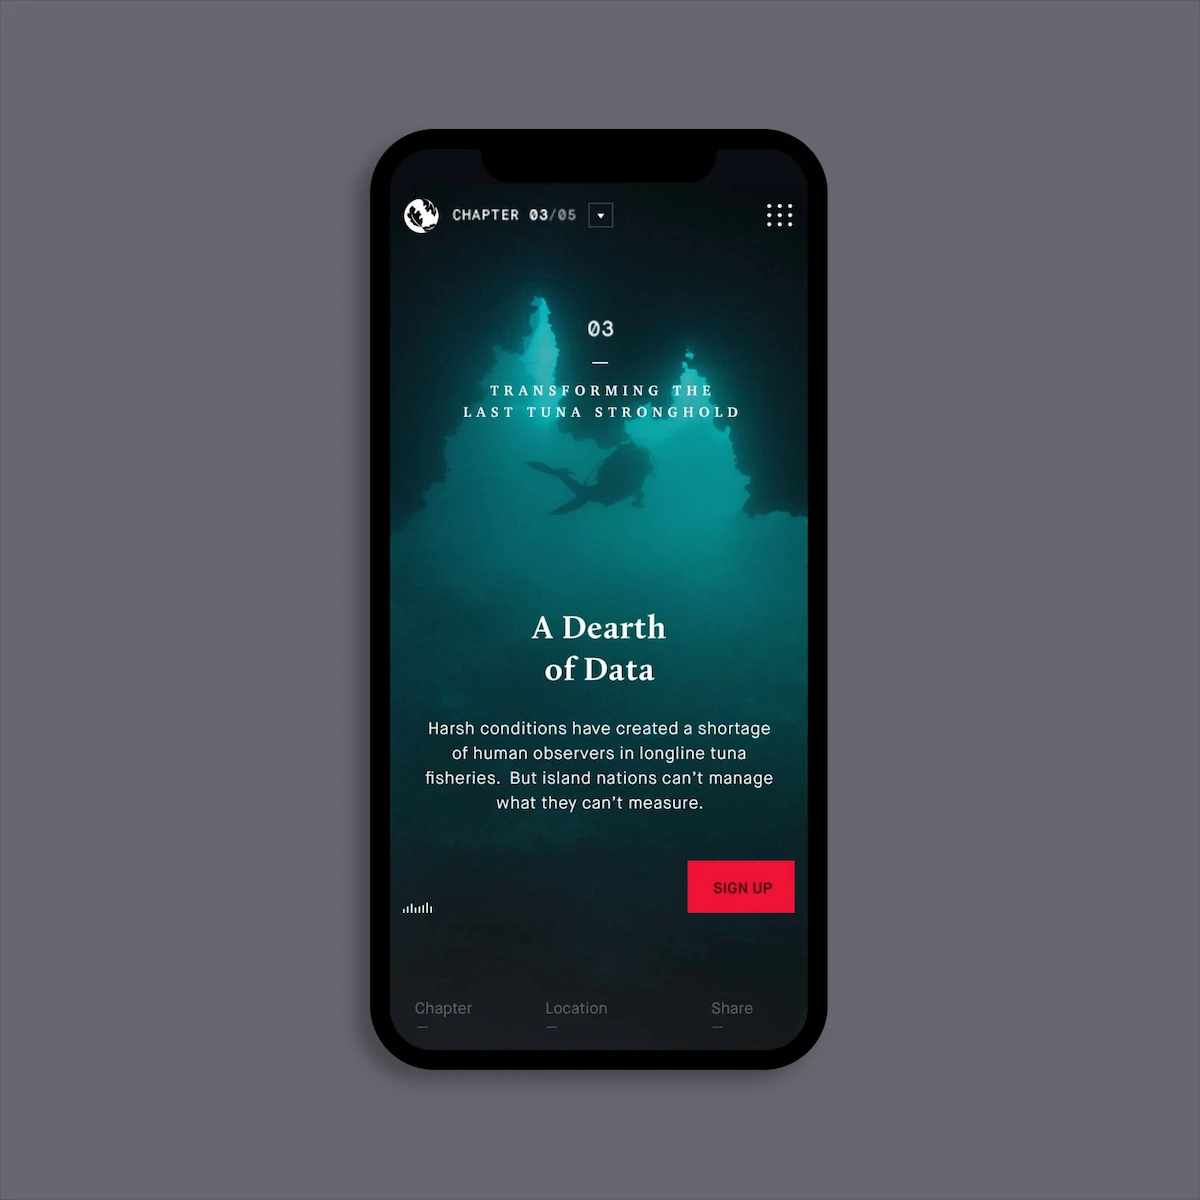 CHAPTER 03/05
03
TRANSFORMING THE
LAST TUNA STRONGHOLD
A Dearth
of Data
Harsh conditions have created a shortage
of human observers in longline tuna
fisheries. But island nations can’t manage
what they can’t measure.
SIGN UP
Chapter
Location
Share